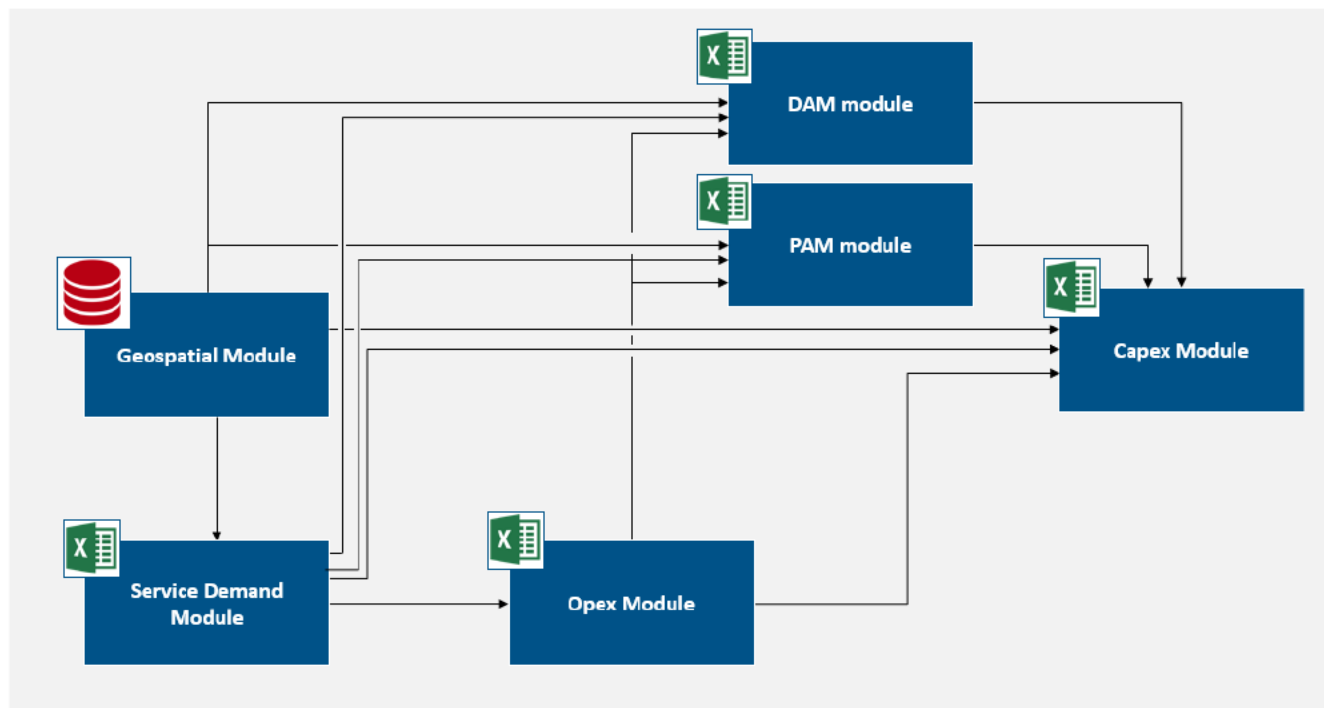 DAM module
PAM module
Geospatial Module
Capex Module
Service Demand
Module
Opex Module
X
X
X
X
X